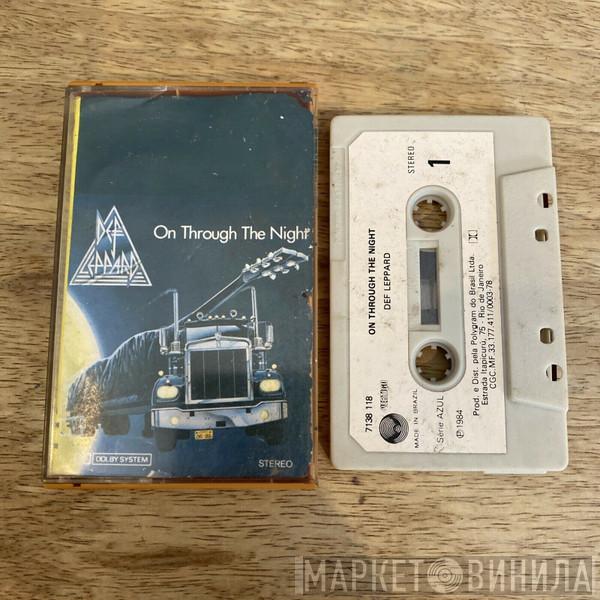 DEF
LEPPARD
On Through The Night
DOLBY SYSTEM
STEREO
STEREO
1
ON THROUGH THE NIGHT
DEF LEPPARD
7138 118
vertigo
MADE IN BRAZIL
Série AZUL
℗ 1984
Prod. e Dist. pela Polygram do Brasil Ltda.
Estrada Itapicurú, 75 - Rio de Janeiro
CGC.MF.33.177.411/0003-78
МАРКЕТ ВИНИЛА